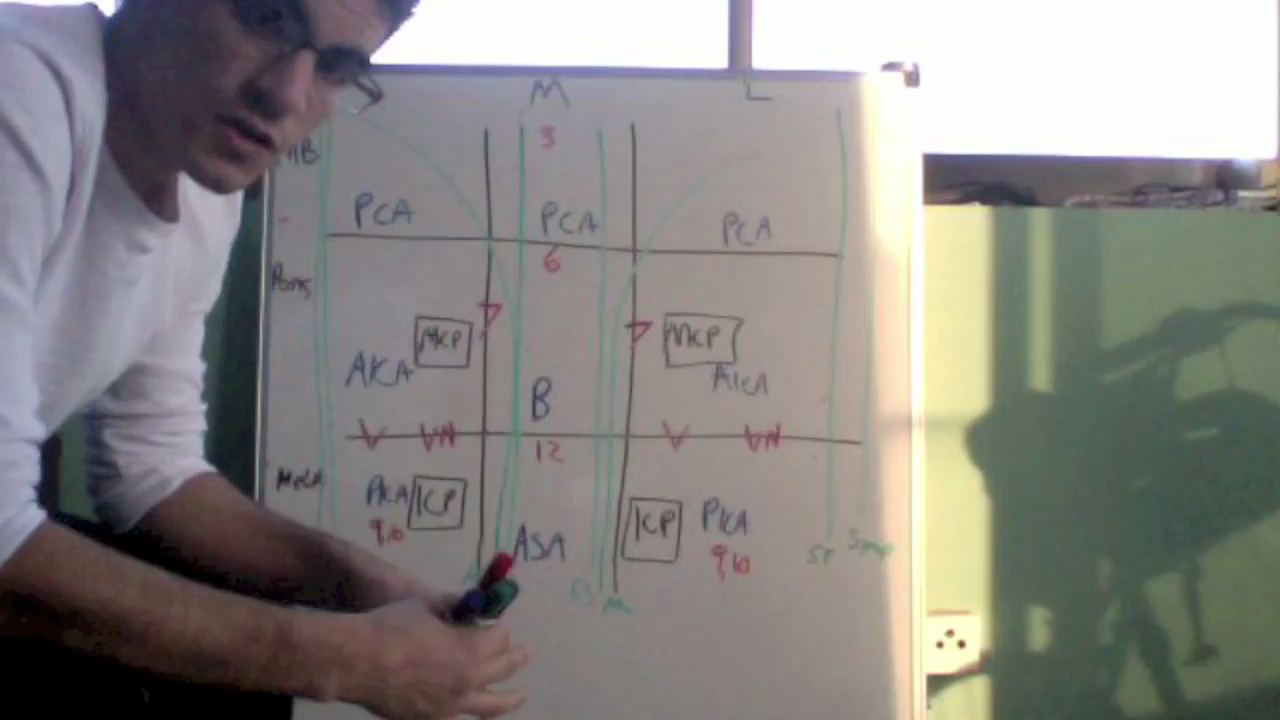 M L
MB 3
PCA PCA PCA
6
Pons
MCP MCP
AICA AICA
B
V VN V VN
12
Med
PICA ICP ICP PICA
9,10 ASA 9,10
ST Symp